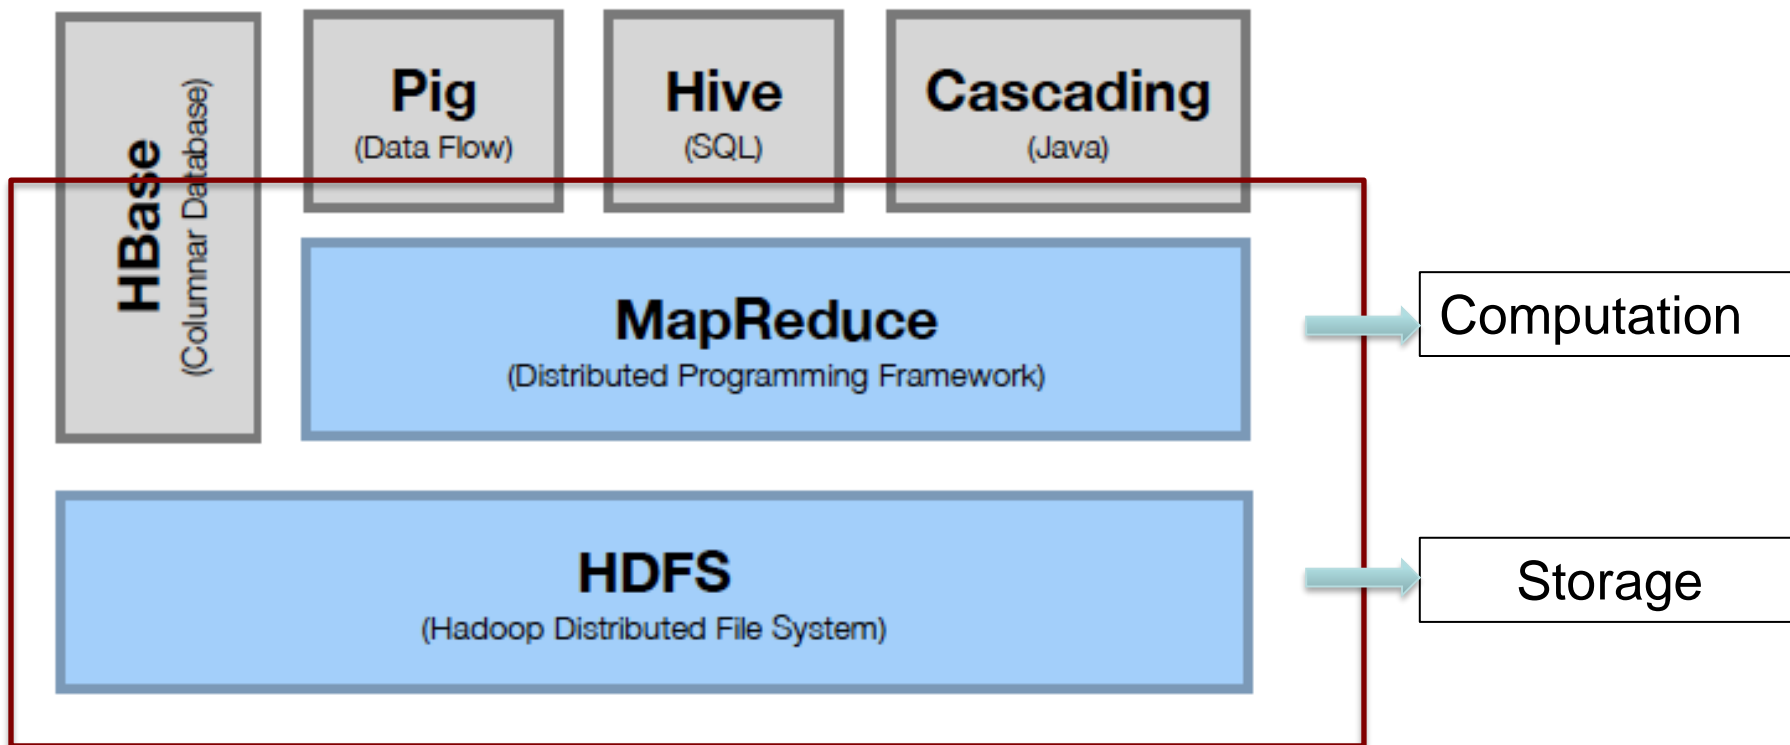 HBase
(Columnar Database)
Pig
(Data Flow)
Hive
(SQL)
Cascading
(Java)
MapReduce
(Distributed Programming Framework)
Computation
HDFS
(Hadoop Distributed File System)
Storage